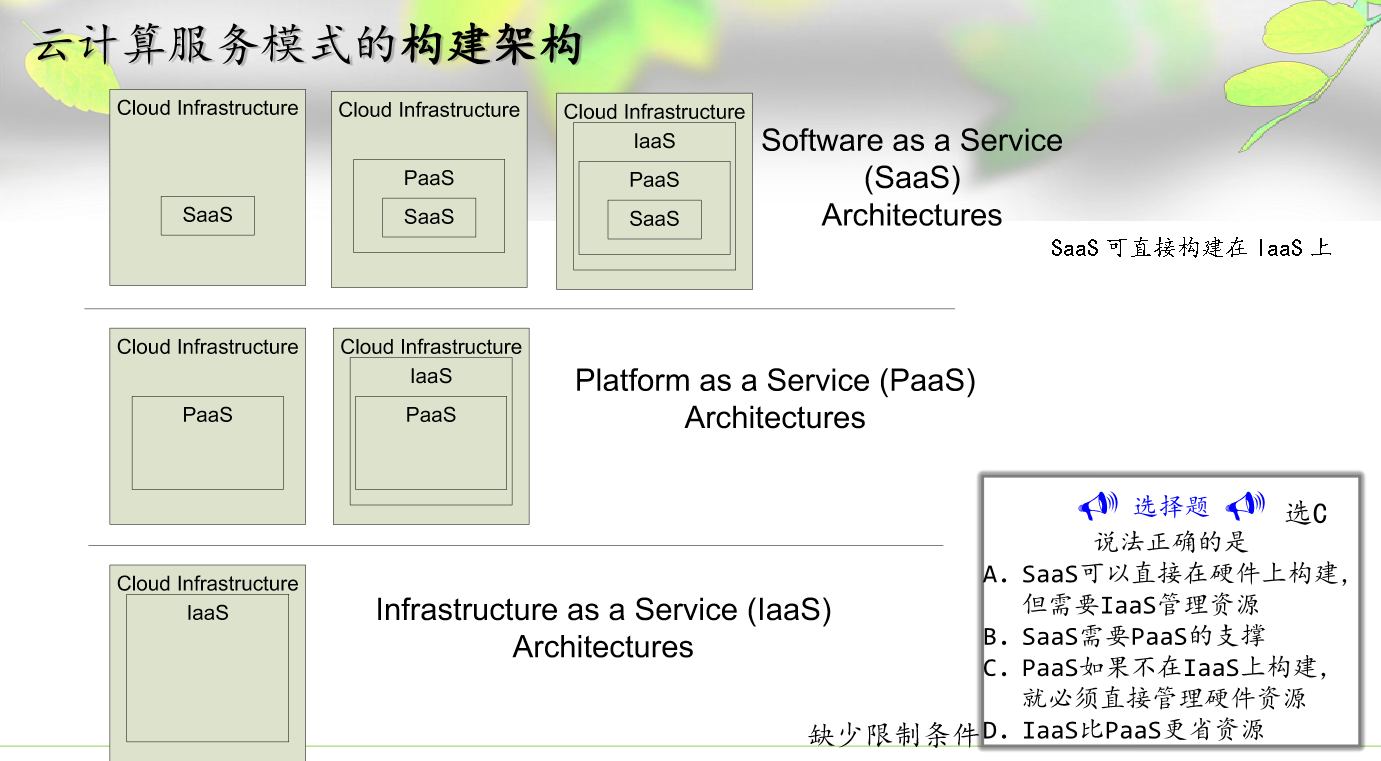 云计算服务模式的构建架构
Cloud Infrastructure
SaaS
Cloud Infrastructure
PaaS
SaaS
Cloud Infrastructure
IaaS
PaaS
SaaS
Software as a Service
(SaaS)
Architectures
SaaS 可直接构建在 IaaS 上
Cloud Infrastructure
PaaS
Cloud Infrastructure
IaaS
PaaS
Platform as a Service (PaaS)
Architectures
Cloud Infrastructure
IaaS
Infrastructure as a Service (IaaS)
Architectures
选择题 选C
说法正确的是
A. SaaS可以直接在硬件上构建，
但需要IaaS管理资源
B. SaaS需要PaaS的支撑
C. PaaS如果不在IaaS上构建，
就必须直接管理硬件资源
缺少限制条件 D. IaaS比PaaS更省资源